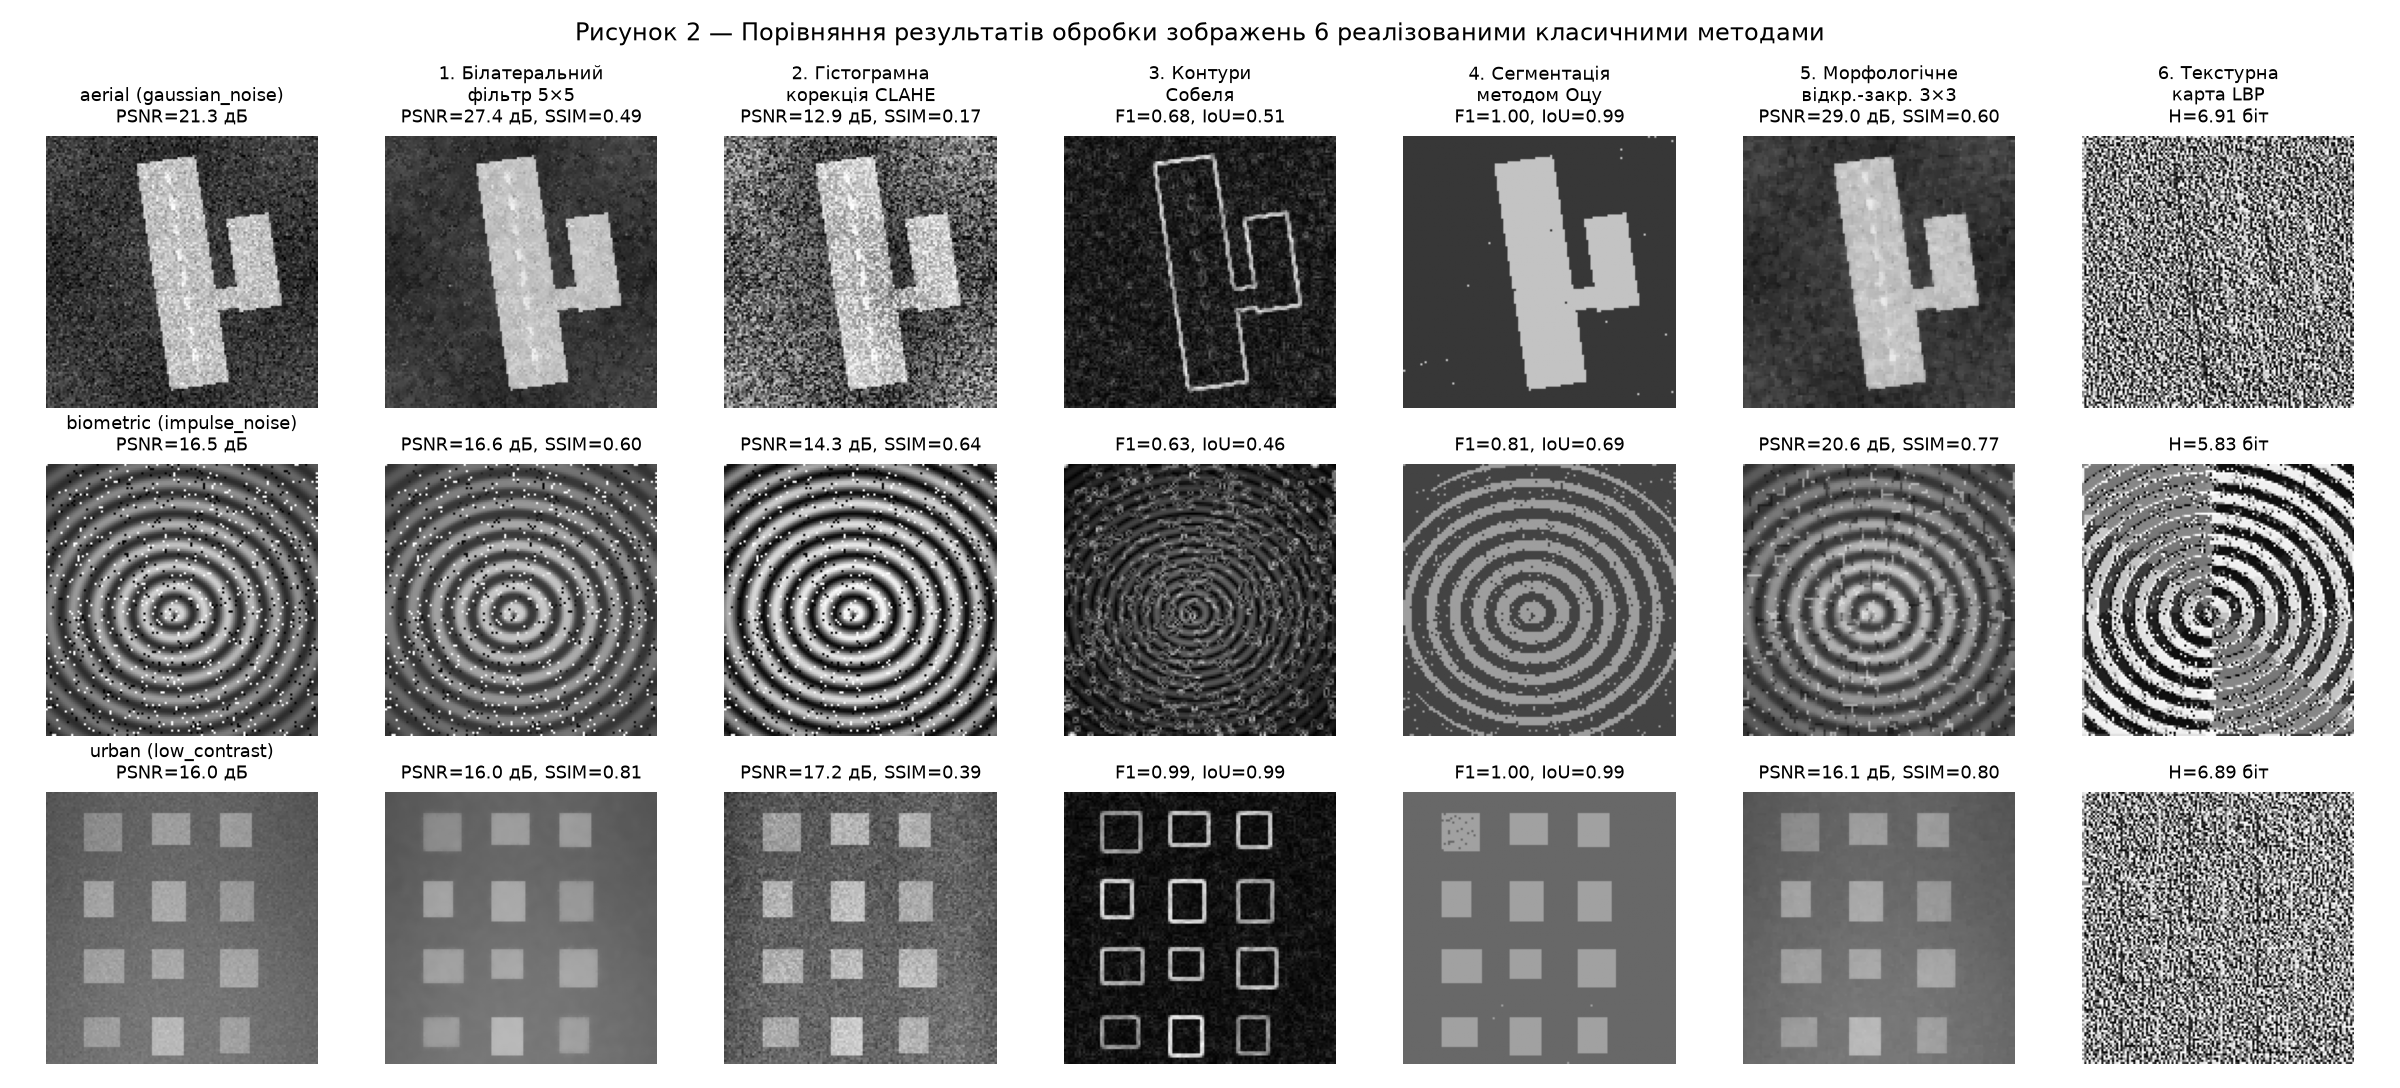 Рисунок 2 — Порівняння результатів обробки зображень 6 реалізованими класичними методами
aerial (gaussian_noise)
PSNR=21.3 дБ
1. Білатеральний
фільтр 5×5
PSNR=27.4 дБ, SSIM=0.49
2. Гістограмна
корекція CLAHE
PSNR=12.9 дБ, SSIM=0.17
3. Контури
Собеля
F1=0.68, IoU=0.51
4. Сегментація
методом Оцу
F1=1.00, IoU=0.99
5. Морфологічне
відкр.-закр. 3×3
PSNR=29.0 дБ, SSIM=0.60
6. Текстурна
карта LBP
H=6.91 біт
biometric (impulse_noise)
PSNR=16.5 дБ
PSNR=16.6 дБ, SSIM=0.60
PSNR=14.3 дБ, SSIM=0.64
F1=0.63, IoU=0.46
F1=0.81, IoU=0.69
PSNR=20.6 дБ, SSIM=0.77
H=5.83 біт
urban (low_contrast)
PSNR=16.0 дБ
PSNR=16.0 дБ, SSIM=0.81
PSNR=17.2 дБ, SSIM=0.39
F1=0.99, IoU=0.99
F1=1.00, IoU=0.99
PSNR=16.1 дБ, SSIM=0.80
H=6.89 біт